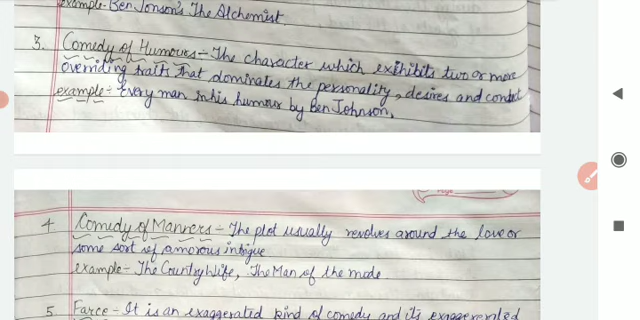 example- Ben Jonson's The Alchemist
3. Comedy of Humours - The character which exihibits two or more
overriding traits that dominates the personality, desires and
example - Every man in his humour by Ben Johnson.
4 Comedy of Manners - The plot usually revolves around the love or
some sort of amorous intigue
example - The Country Wife, The Man of the mode
5. Farce - It is an exaggerated kind of comedy and its